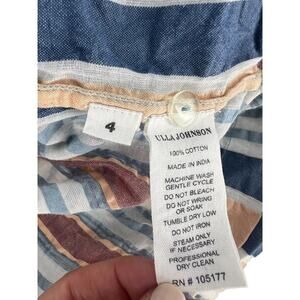 4
ULLA JOHNSON
100% COTTON
MADE IN INDIA
MACHINE WASH
GENTLE CYCLE
DO NOT BLEACH
DO NOT WRING
OR SOAK
TUMBLE DRY LOW
DO NOT IRON
STEAM ONLY
IF NECESSARY
PROFESSIONAL
DRY CLEAN
RN # 105177